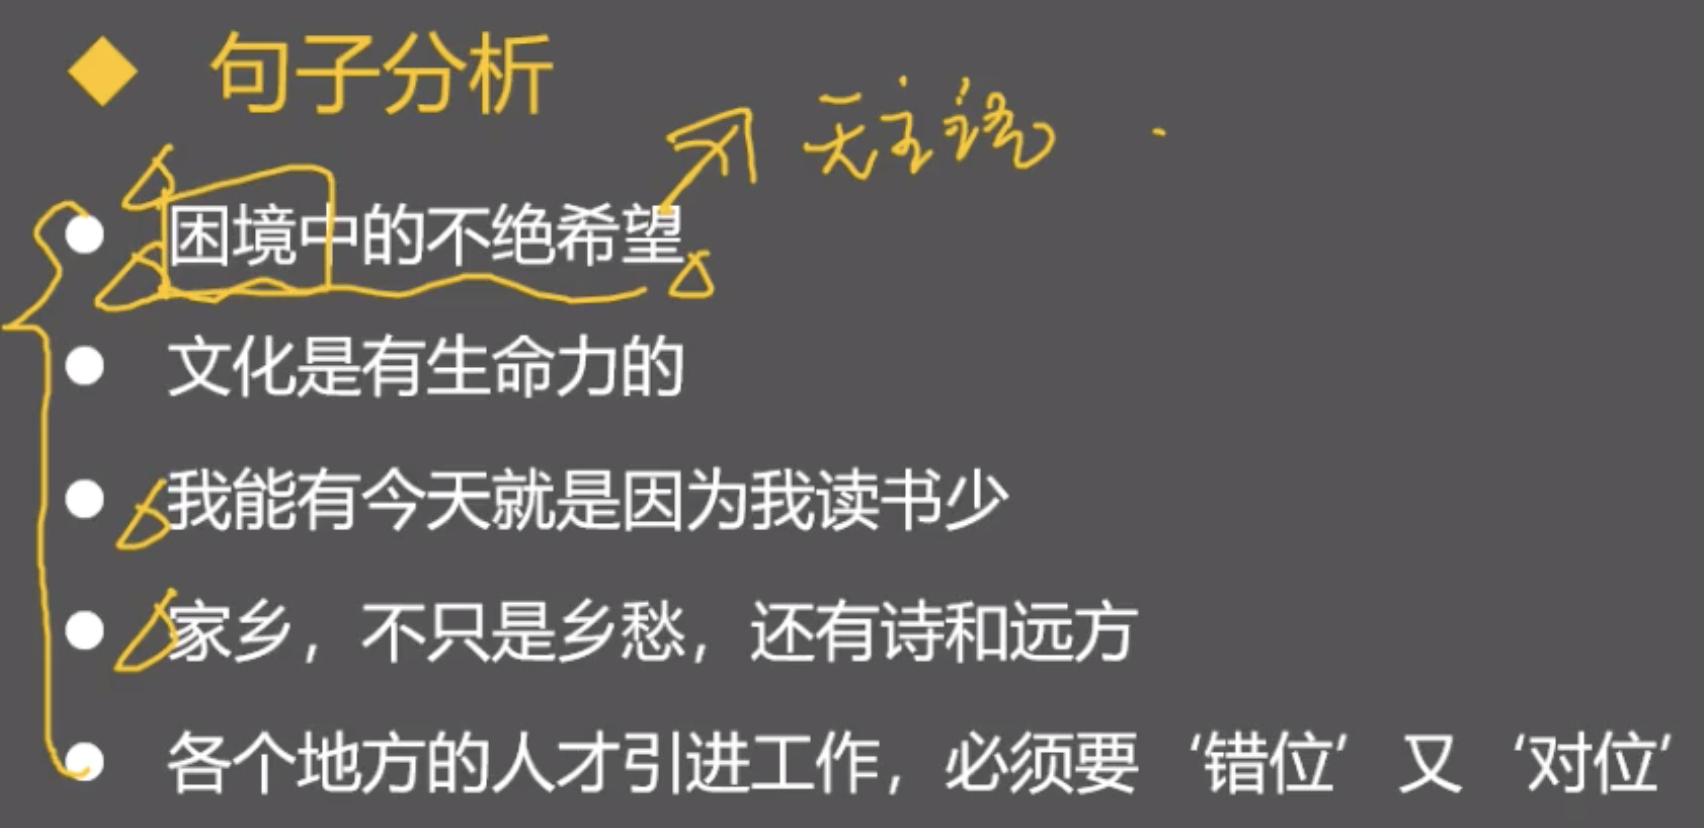 句子分析
无主语
困境中的不绝希望
文化是有生命力的
我能有今天就是因为我读书少
家乡，不只是乡愁，还有诗和远方
各个地方的人才引进工作，必须要‘错位’又‘对位’